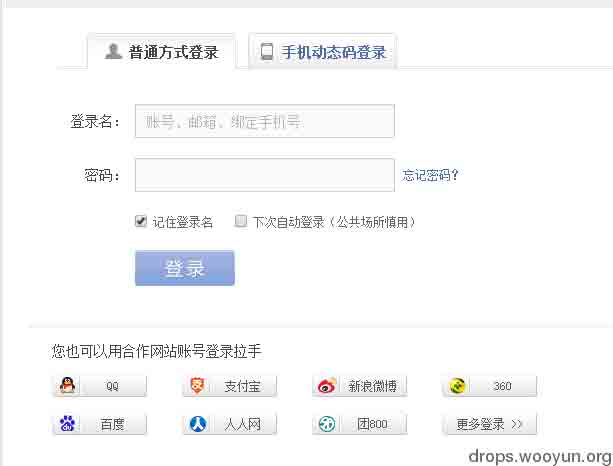 普通方式登录 手机动态码登录
登录名： 账号、邮箱、绑定手机号
密码： 忘记密码？
记住登录名 下次自动登录（公共场所慎用）
登录
您也可以用合作网站账号登录拉手
QQ 支付宝 新浪微博 360
百度 人人网 团800 更多登录 >>
drops.wooyun.org